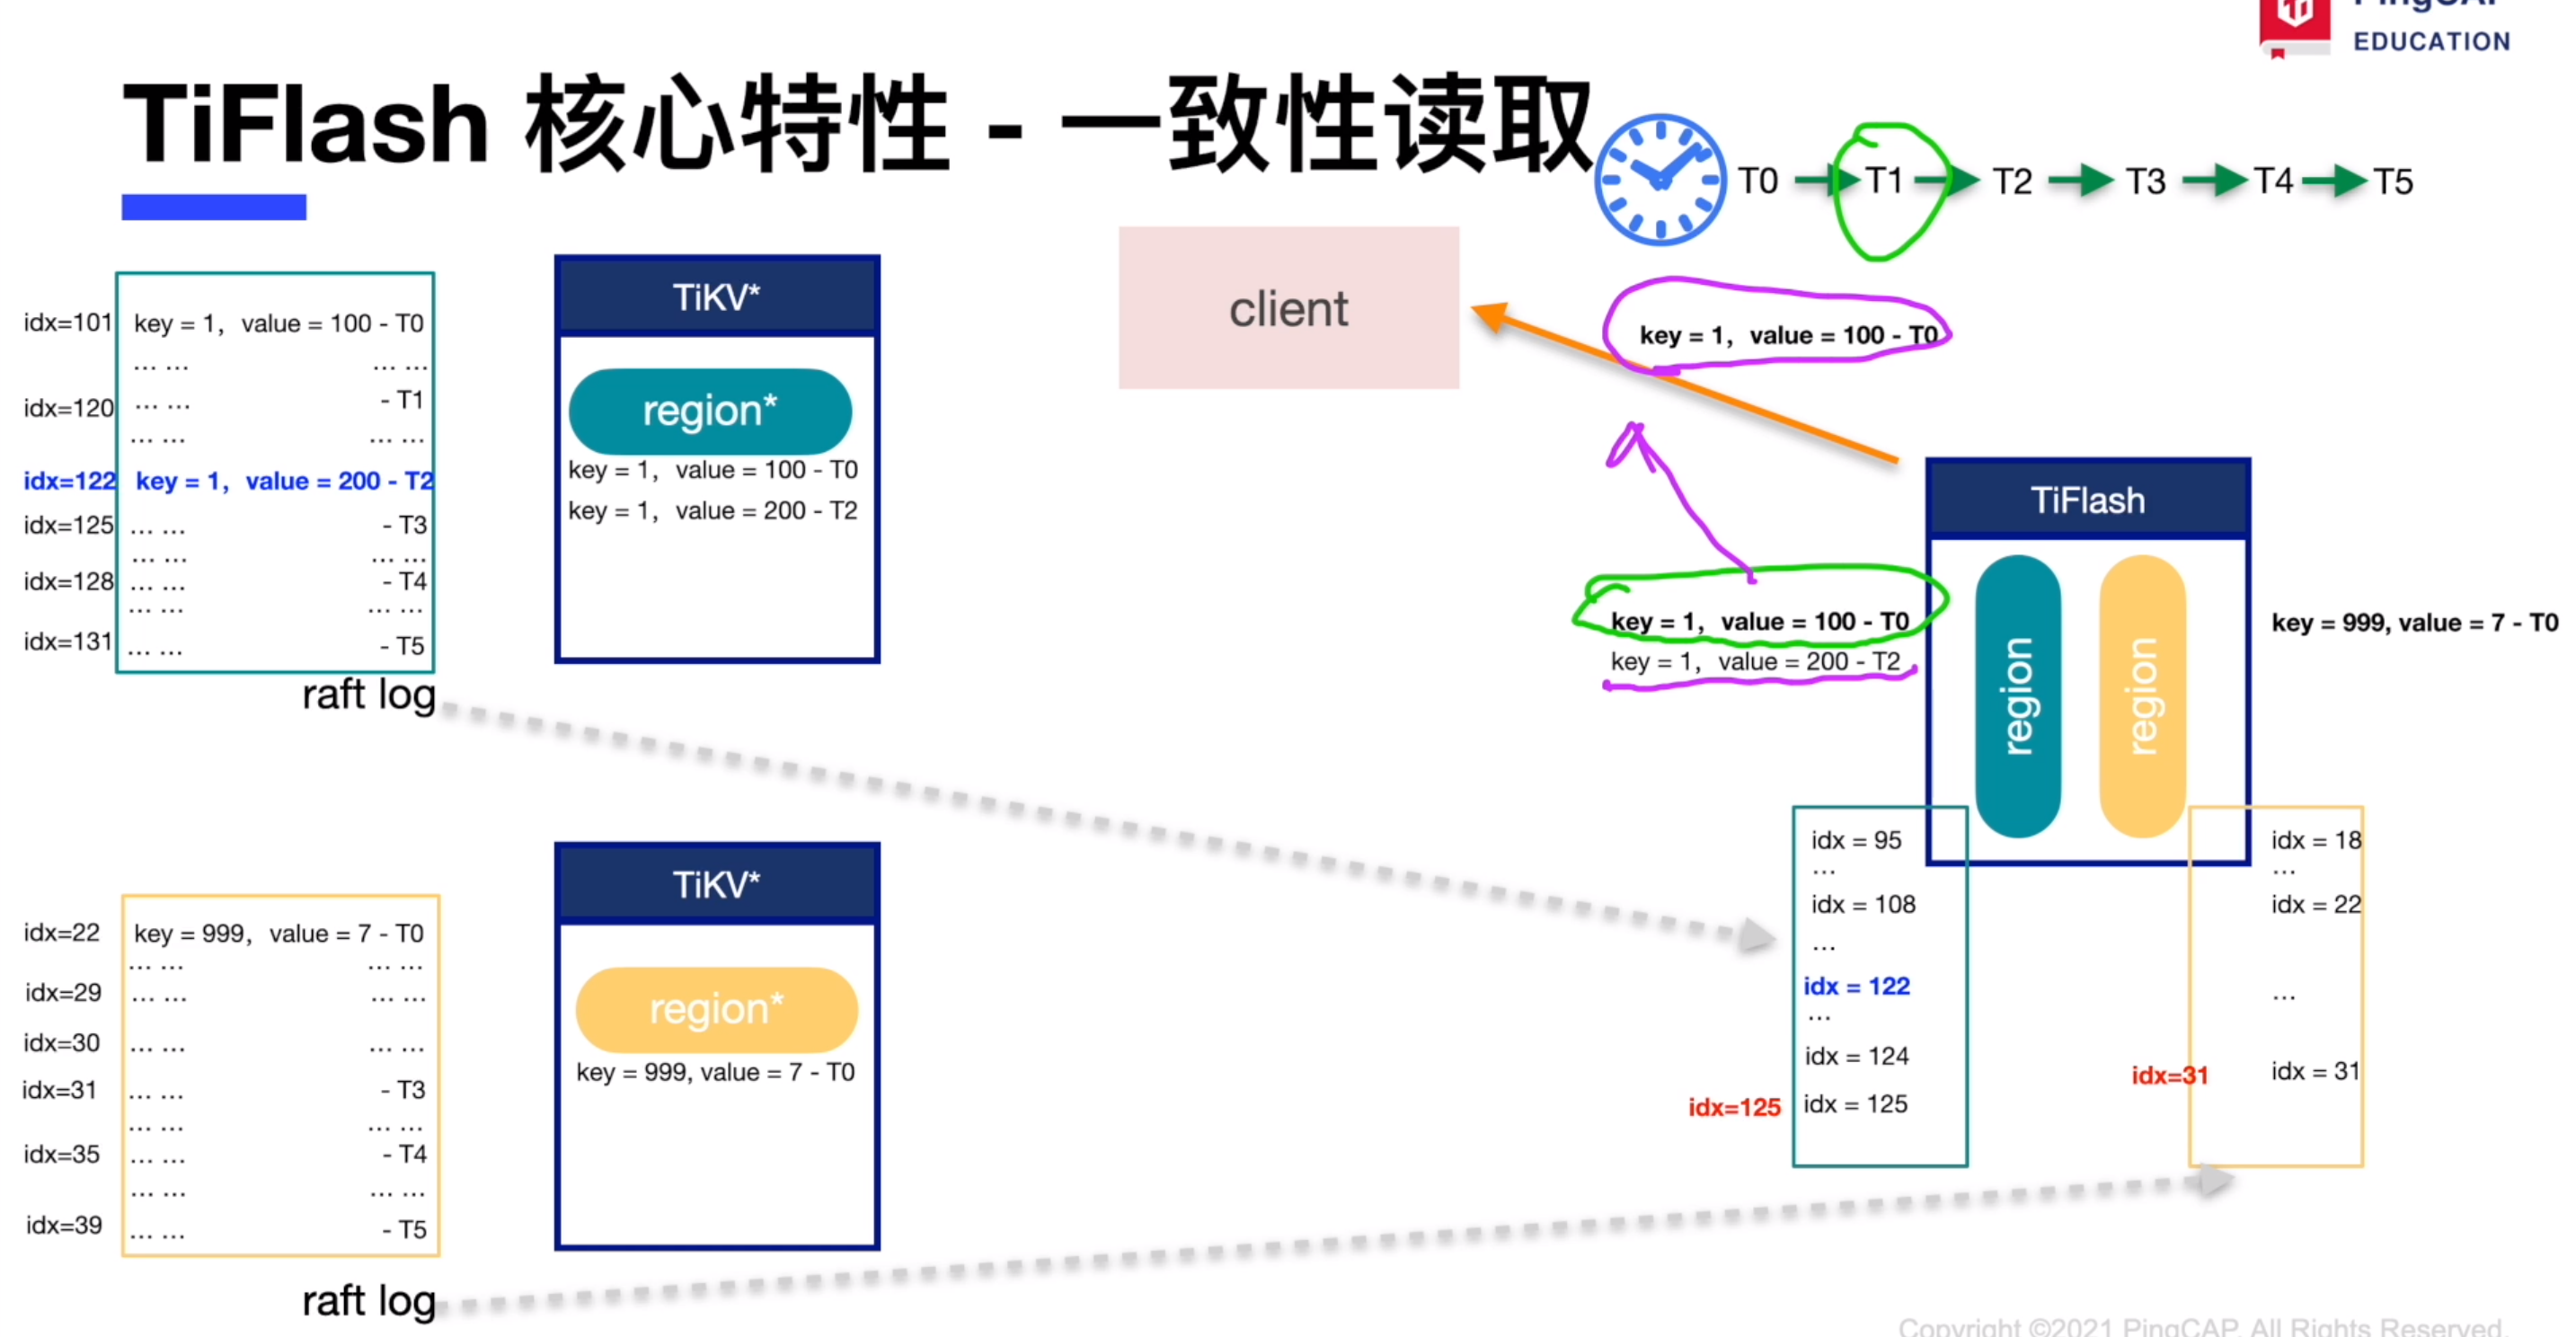 PingCAP
EDUCATION
TiFlash 核心特性 - 一致性读取
T0 T1 T2 T3 T4 T5
idx=101 key = 1, value = 100 - T0
... ... ... ...
idx=120 ... ... - T1
... ... ... ...
idx=122 key = 1, value = 200 - T2
idx=125 ... ... - T3
... ... ... ...
idx=128 ... ... - T4
... ... ... ...
idx=131 ... ... - T5
raft log
TiKV*
region*
key = 1, value = 100 - T0
key = 1, value = 200 - T2
client
key = 1, value = 100 - T0
TiFlash
region
region
key = 1, value = 100 - T0
key = 1, value = 200 - T2
key = 999, value = 7 - T0
idx = 95
...
idx = 108
...
idx = 122
...
idx = 124
idx=125 idx = 125
idx = 18
...
idx = 22
...
idx=31 idx = 31
idx=22 key = 999, value = 7 - T0
... ... ... ...
idx=29 ... ... ... ...
idx=30 ... ... ... ...
idx=31 ... ... - T3
... ... ... ...
idx=35 ... ... - T4
... ... ... ...
idx=39 ... ... - T5
raft log
TiKV*
region*
key = 999, value = 7 - T0
Copyright ©2021 PingCAP. All Rights Reserved.